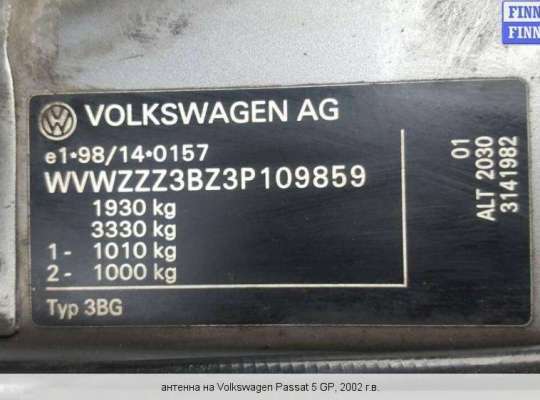 FINN
FINN
VOLKSWAGEN AG
e1*98/14*0157
WVWZZZ3BZ3P109859
1930 kg
3330 kg
1 - 1010 kg
2 - 1000 kg
Typ 3BG
01
ALT 2030
3141982
антенна на Volkswagen Passat 5 GP, 2002 г.в.